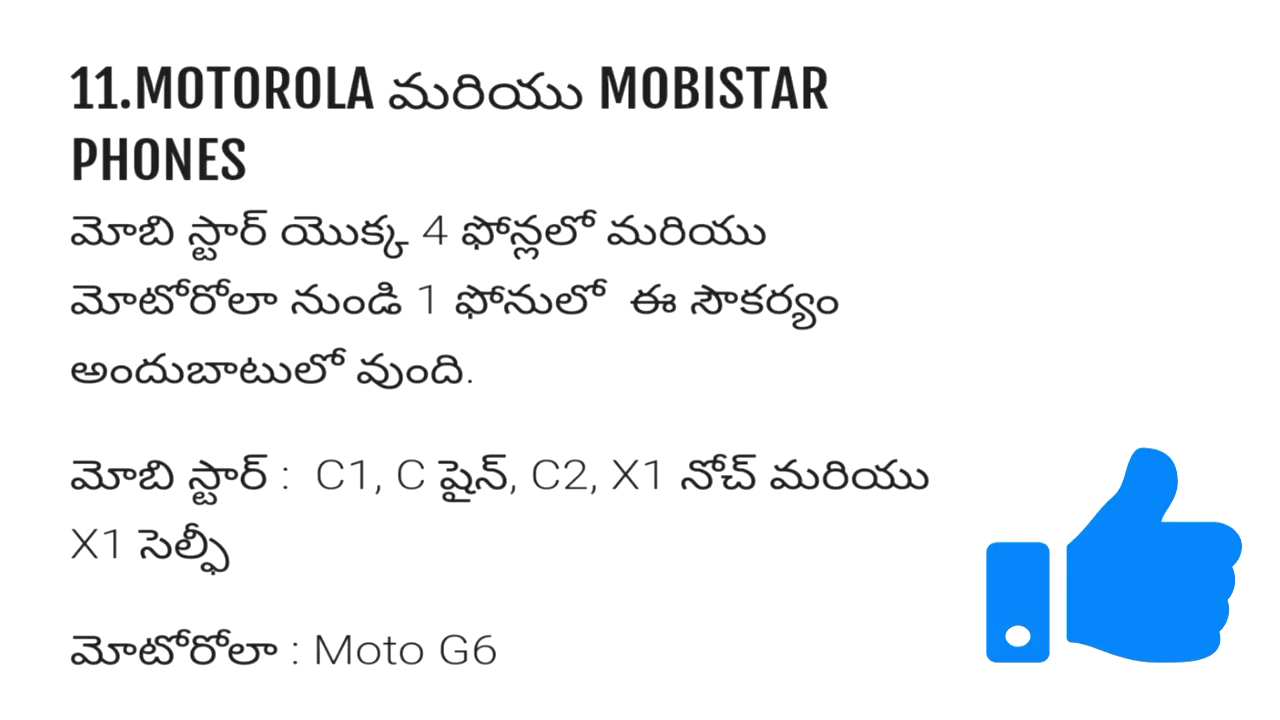 11.MOTOROLA మరియు MOBISTAR
PHONES
మోబి స్టార్ యొక్క 4 ఫోన్లలో మరియు
మోటోరోలా నుండి 1 ఫోనులో ఈ సౌకర్యం
అందుబాటులో వుంది.
మోబి స్టార్ : C1, C షైన్, C2, X1 నోచ్ మరియు
X1 సెల్ఫీ
మోటోరోలా : Moto G6